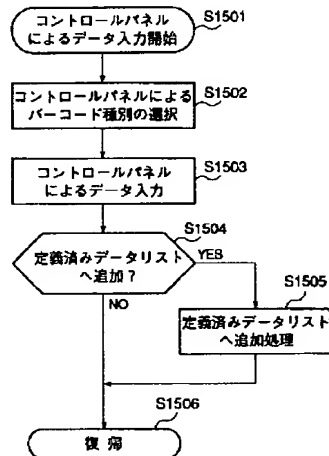 コントロールパネル
によるデータ入力開始
S1501
コントロールパネルによる
バーコード種別の選択
S1502
コントロールパネル
によるデータ入力
S1503
S1504
定義済みデータリスト
へ追加?
YES
NO
S1505
定義済みデータリスト
へ追加処理
S1506
復 帰